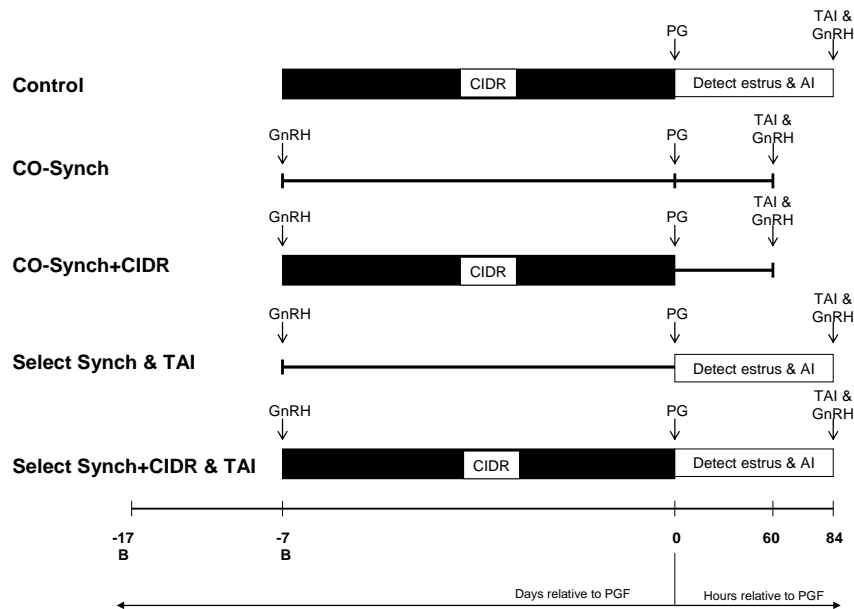 PG
TAI &
GnRH
Control
CIDR
Detect estrus & AI
GnRH
PG
TAI &
GnRH
CO-Synch
GnRH
PG
TAI &
GnRH
CO-Synch+CIDR
CIDR
GnRH
PG
TAI &
GnRH
Select Synch & TAI
Detect estrus & AI
GnRH
PG
TAI &
GnRH
Select Synch+CIDR & TAI
CIDR
Detect estrus & AI
-17
-7
0
60
84
B
B
Days relative to PGF
Hours relative to PGF